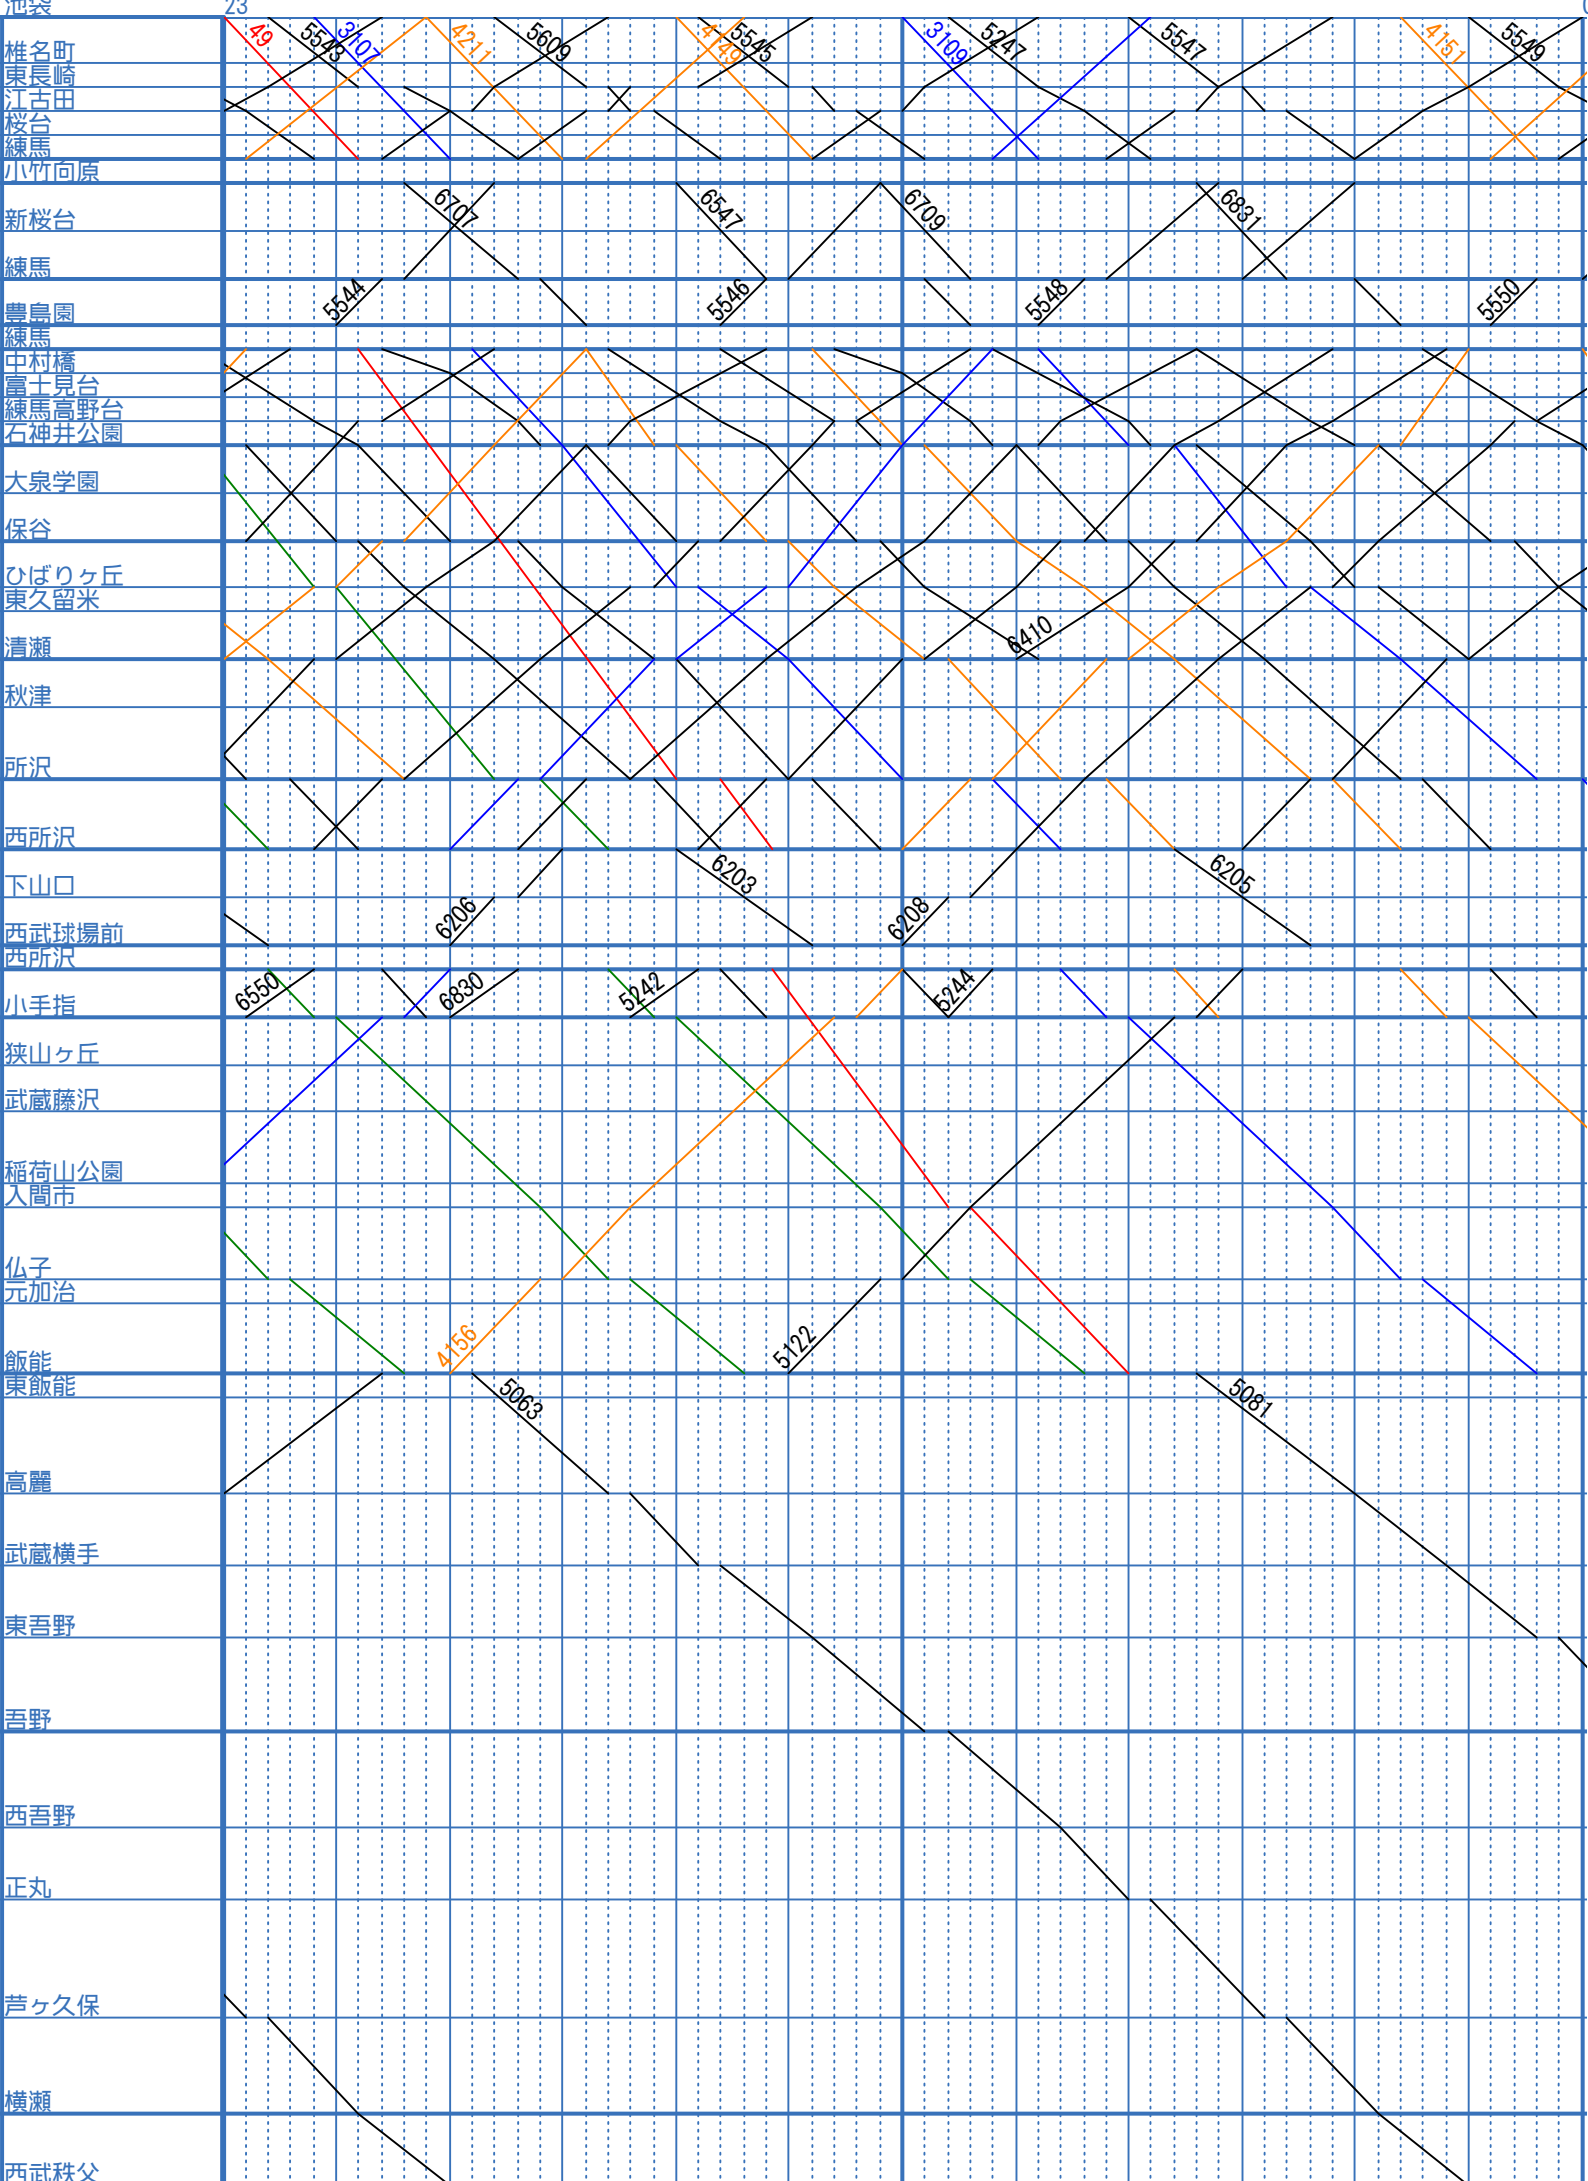 池袋 23
49 5543 3107 4211 5609 4149 5545 3109 5247 5547 4151 5549
椎名町
東長崎
江古田
桜台
練馬
小竹向原
6707 6547 6709 6831
新桜台
練馬
5544 5546 5548 5550
豊島園
練馬
中村橋
富士見台
練馬高野台
石神井公園
大泉学園
保谷
ひばりヶ丘
東久留米
6410
清瀬
秋津
所沢
西所沢
6203 6205
下山口
6206 6208
西武球場前
西所沢
6550 6830 5242 5244
小手指
狭山ヶ丘
武蔵藤沢
稲荷山公園
入間市
仏子
元加治
4156 5122
飯能
東飯能
5063 5081
高麗
武蔵横手
東吾野
吾野
西吾野
正丸
芦ヶ久保
横瀬
西武秩父